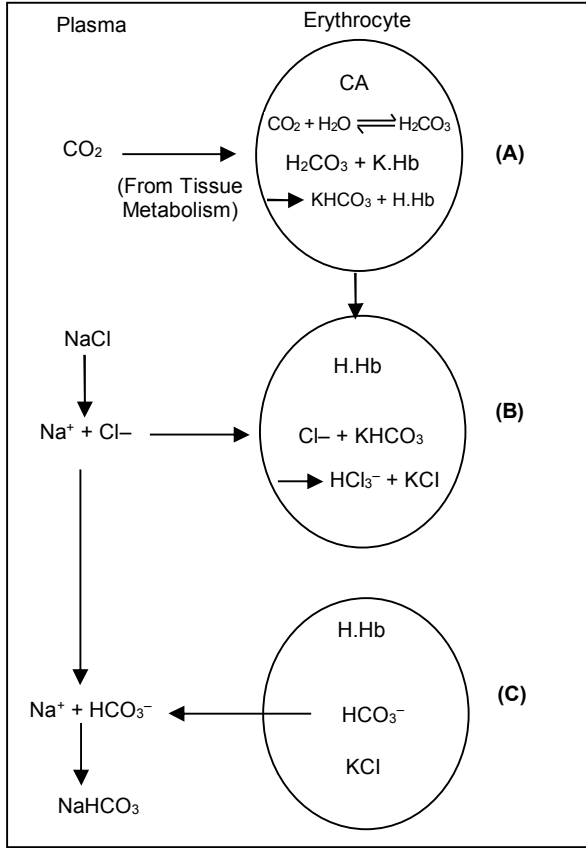 Plasma
Erythrocyte
CA
CO₂ + H₂O ⇌ H₂CO₃
CO₂
H₂CO₃ + K.Hb
(A)
(From Tissue
Metabolism)
KHCO₃ + H.Hb
NaCl
H.Hb
(B)
Na⁺ + Cl–
Cl– + KHCO₃
HCl₃⁻ + KCl
H.Hb
(C)
Na⁺ + HCO₃⁻
HCO₃⁻
KCl
NaHCO₃